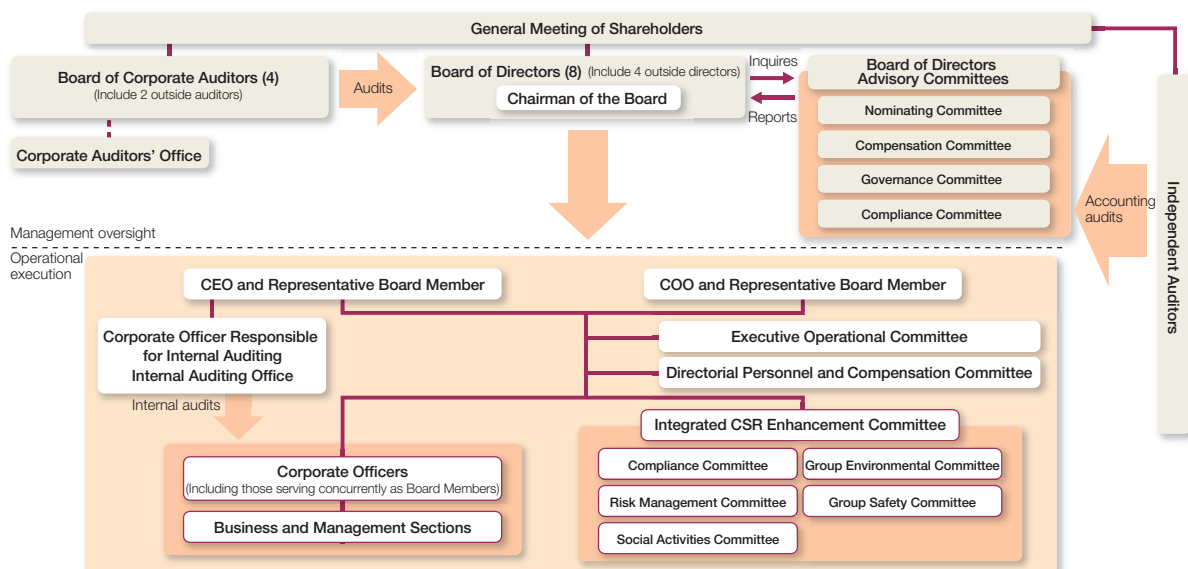 General Meeting of Shareholders
Board of Corporate Auditors (4)
(Include 2 outside auditors)
Audits
Board of Directors (8) (Include 4 outside directors)
Chairman of the Board
Inquires
Reports
Board of Directors
Advisory Committees
Nominating Committee
Compensation Committee
Governance Committee
Compliance Committee
Corporate Auditors' Office
Accounting
audits
Independent Auditors
Management oversight
Operational
execution
CEO and Representative Board Member
COO and Representative Board Member
Corporate Officer Responsible
for Internal Auditing
Internal Auditing Office
Executive Operational Committee
Directorial Personnel and Compensation Committee
Internal audits
Integrated CSR Enhancement Committee
Corporate Officers
(Including those serving concurrently as Board Members)
Business and Management Sections
Compliance Committee
Group Environmental Committee
Risk Management Committee
Group Safety Committee
Social Activities Committee